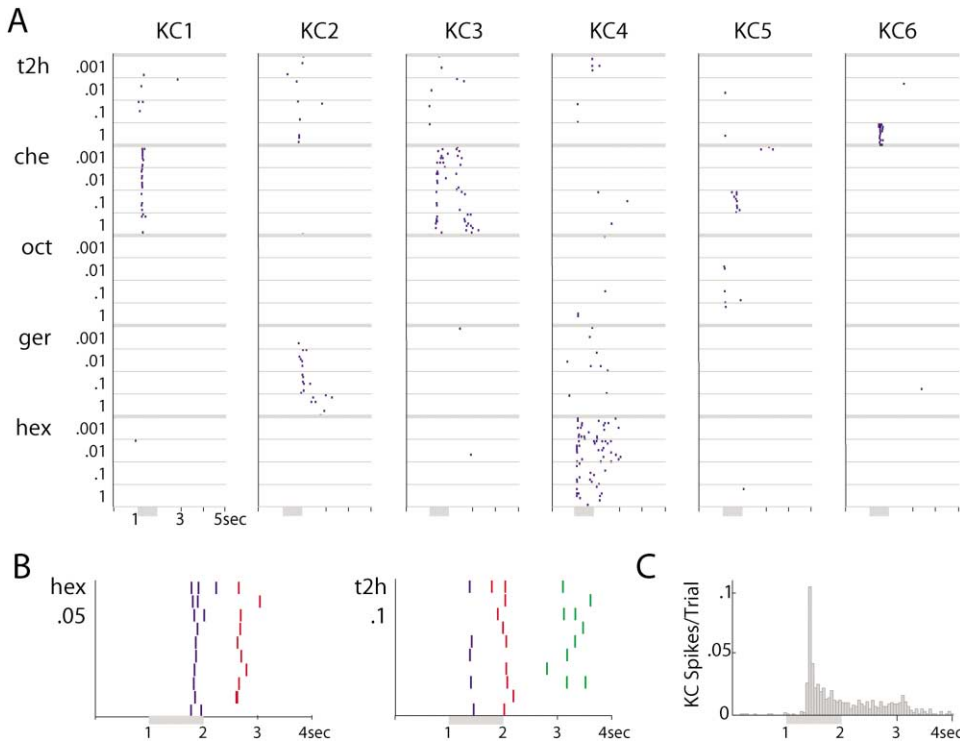 A
KC1 KC2 KC3 KC4 KC5 KC6
t2h .001
.01
.1
1
che .001
.01
.1
1
oct .001
.01
.1
1
ger .001
.01
.1
1
hex .001
.01
.1
1
1 3 5sec
B
hex
.05
1 2 3 4sec
t2h
.1
1 2 3 4sec
C
KC Spikes/Trial
.1
.05
0
1 2 3 4sec